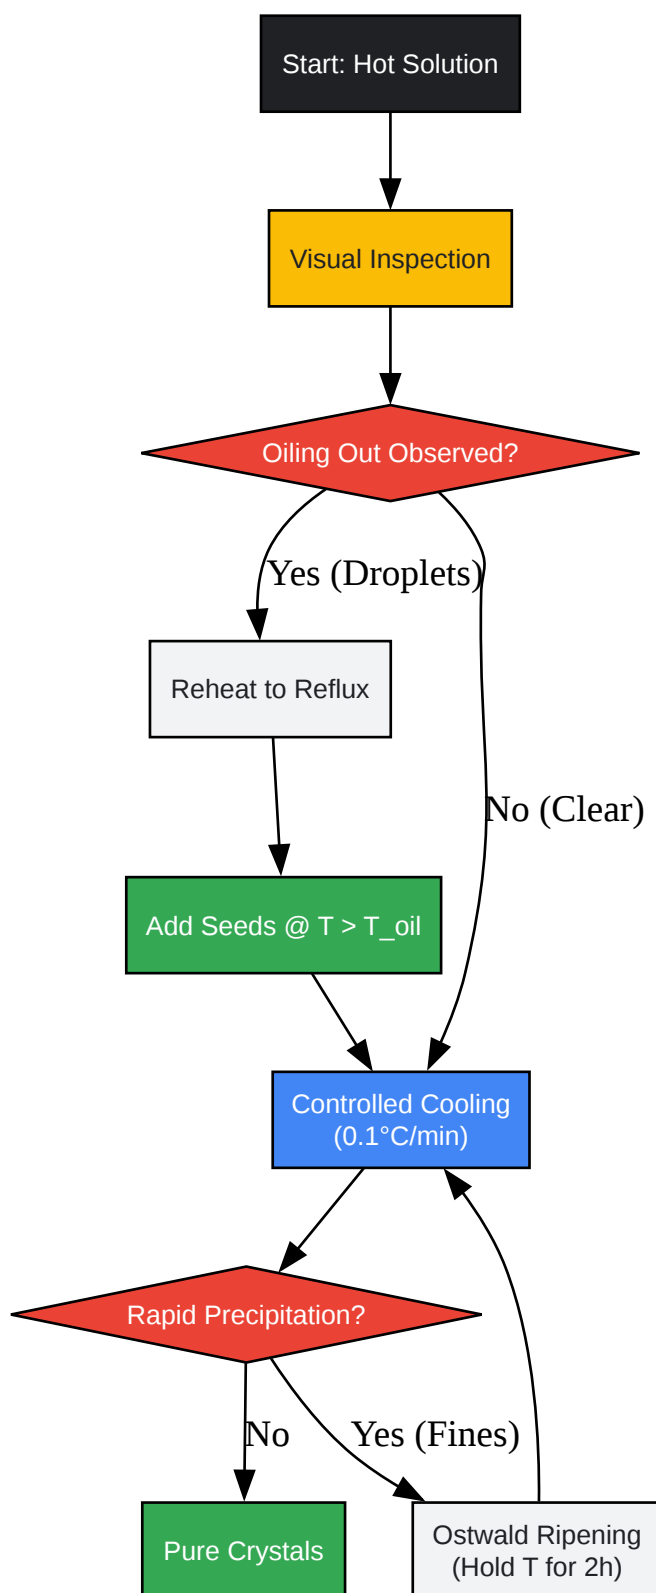 Start: Hot Solution
Visual Inspection
Oiling Out Observed?
Yes (Droplets)
Reheat to Reflux
No (Clear)
Add Seeds @ T > T_oil
Controlled Cooling
(0.1°C/min)
Rapid Precipitation?
No
Yes (Fines)
Pure Crystals
Ostwald Ripening
(Hold T for 2h)